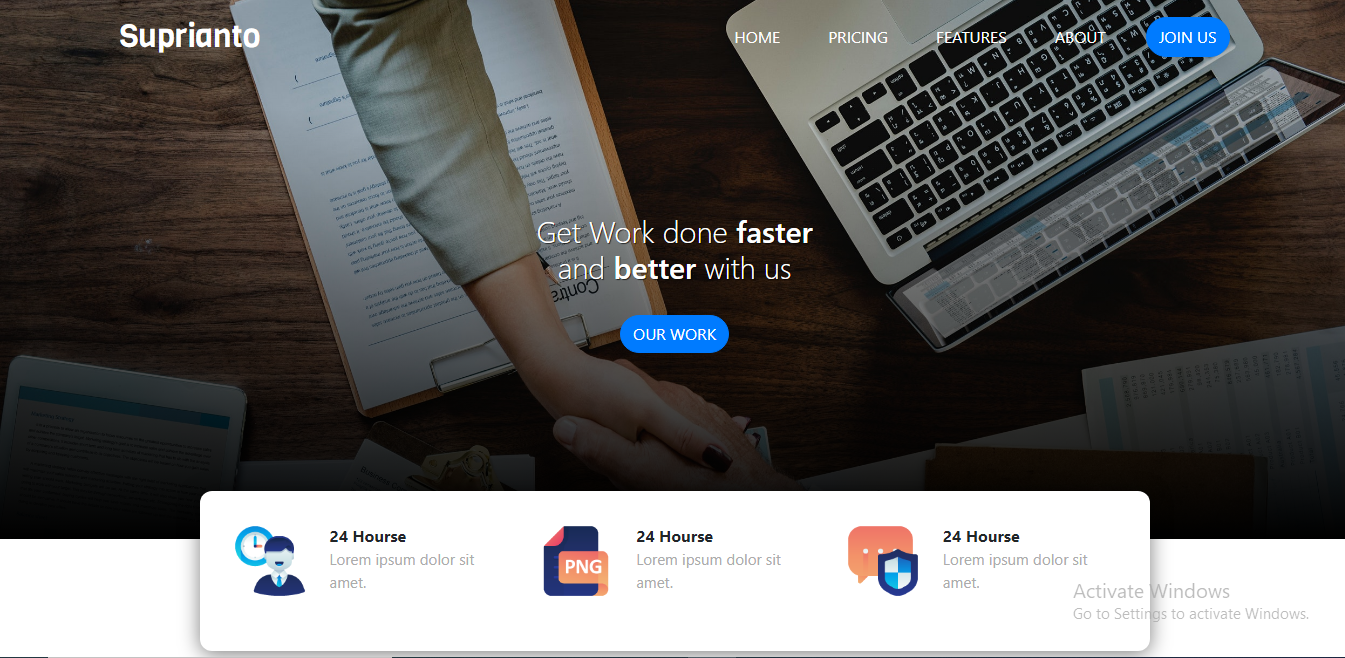 Suprianto
HOME PRICING FEATURES ABOUT JOIN US
Get Work done faster
and better with us
OUR WORK
24 Hourse
Lorem ipsum dolor sit
amet.
PNG
24 Hourse
Lorem ipsum dolor sit
amet.
24 Hourse
Lorem ipsum dolor sit
amet.
Activate Windows
Go to Settings to activate Windows.